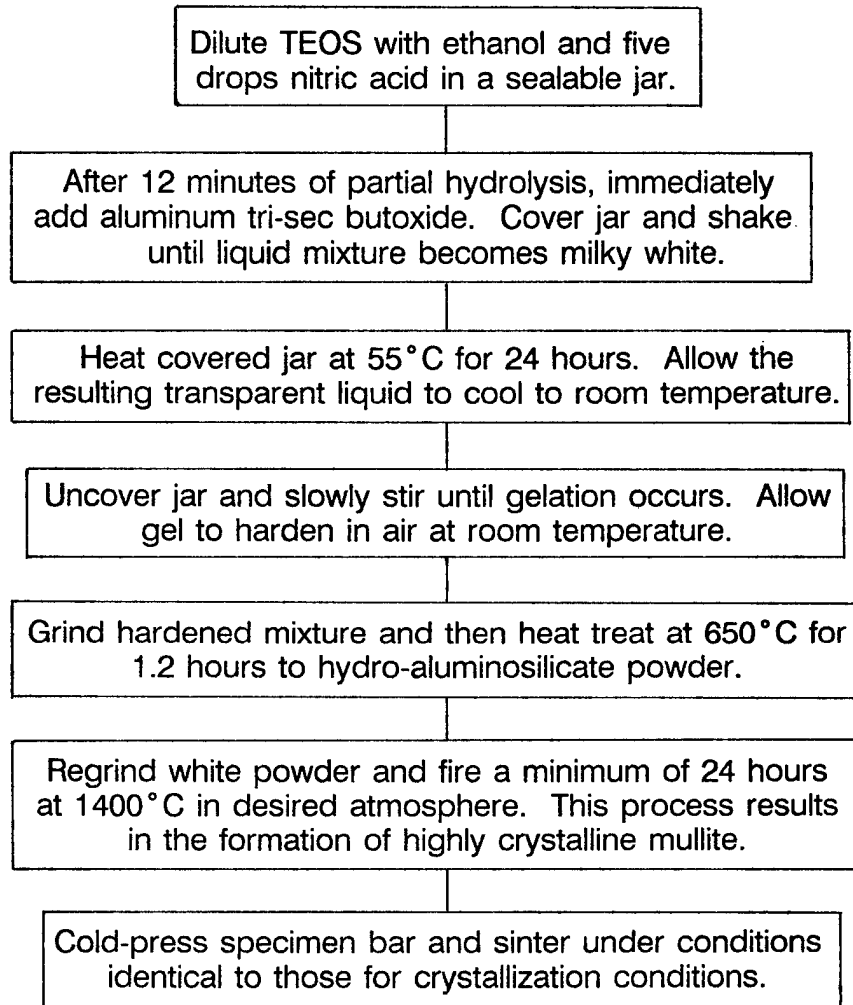 Dilute TEOS with ethanol and five
drops nitric acid in a sealable jar.
After 12 minutes of partial hydrolysis, immediately
add aluminum tri-sec butoxide. Cover jar and shake
until liquid mixture becomes milky white.
Heat covered jar at 55°C for 24 hours. Allow the
resulting transparent liquid to cool to room temperature.
Uncover jar and slowly stir until gelation occurs. Allow
gel to harden in air at room temperature.
Grind hardened mixture and then heat treat at 650°C for
1.2 hours to hydro-aluminosilicate powder.
Regrind white powder and fire a minimum of 24 hours
at 1400°C in desired atmosphere. This process results
in the formation of highly crystalline mullite.
Cold-press specimen bar and sinter under conditions
identical to those for crystallization conditions.